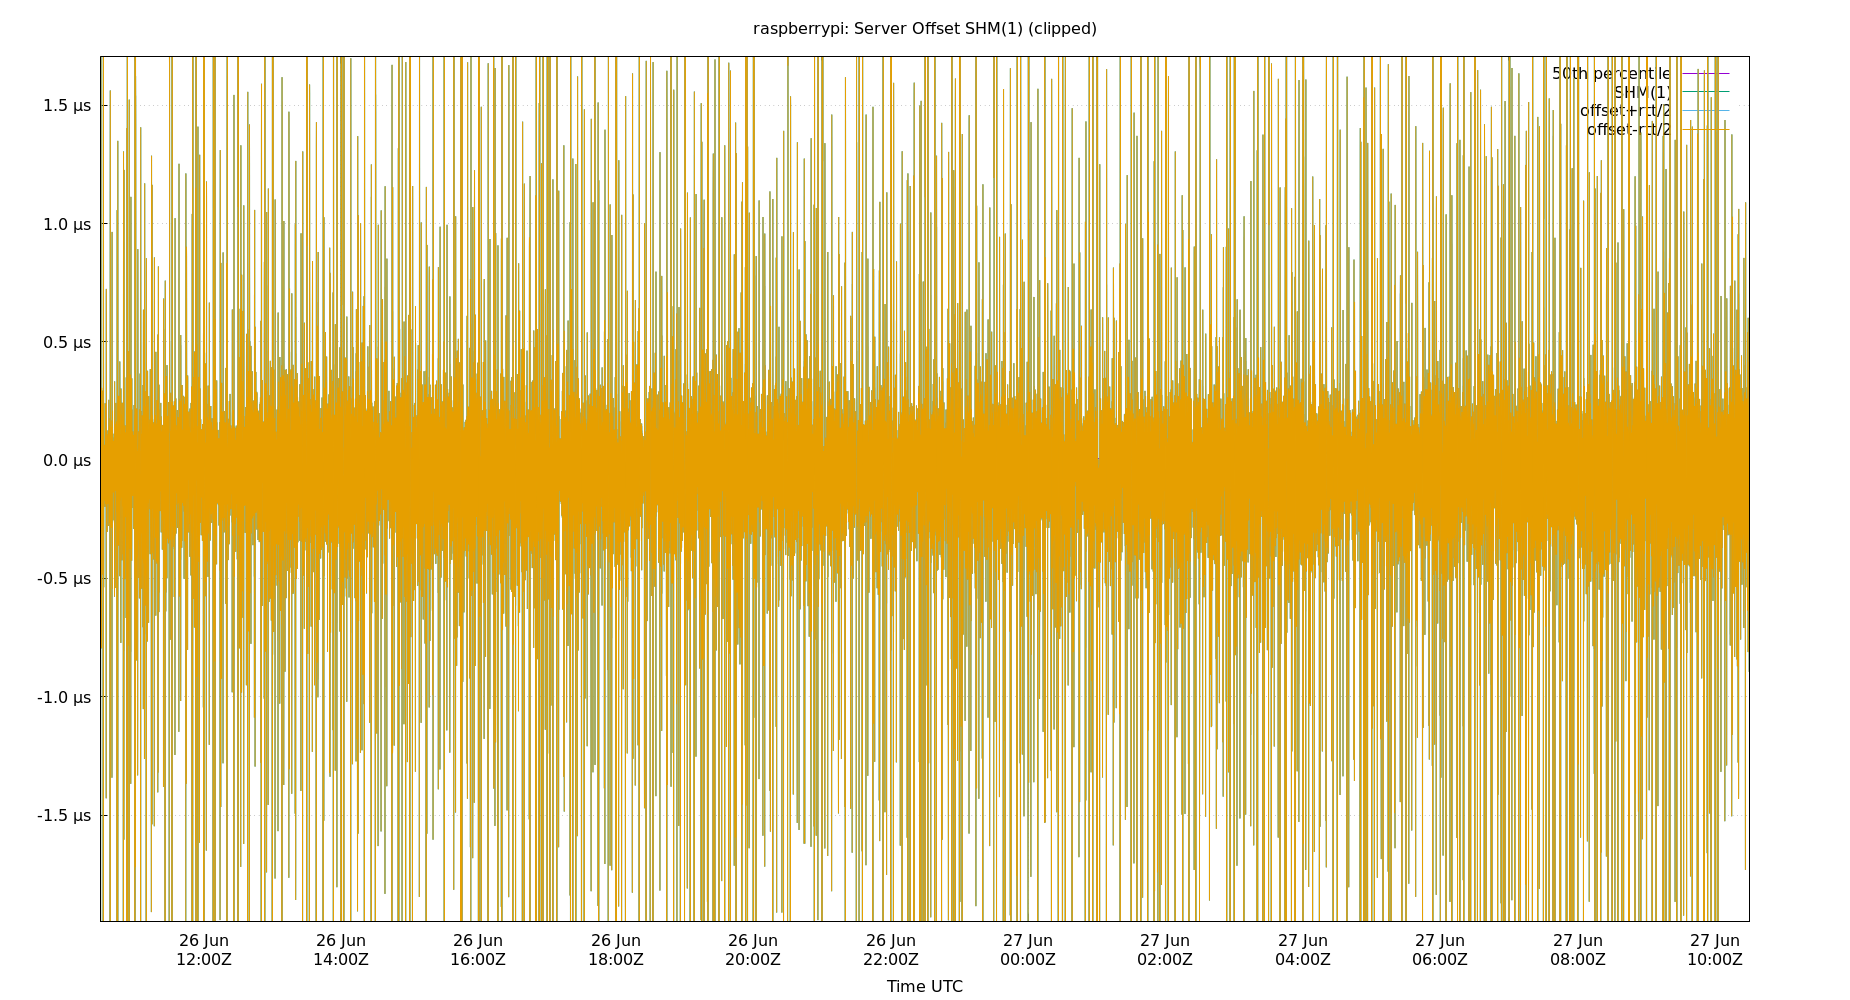 raspberrypi: Server Offset SHM(1) (clipped)
50th percentile
SHM(1)
offset+rtt/2
offset-rtt/2
1.5 µs
1.0 µs
0.5 µs
0.0 µs
-0.5 µs
-1.0 µs
-1.5 µs
26 Jun 26 Jun 26 Jun 26 Jun 26 Jun 26 Jun 27 Jun 27 Jun 27 Jun 27 Jun 27 Jun 27 Jun
12:00Z 14:00Z 16:00Z 18:00Z 20:00Z 22:00Z 00:00Z 02:00Z 04:00Z 06:00Z 08:00Z 10:00Z
Time UTC